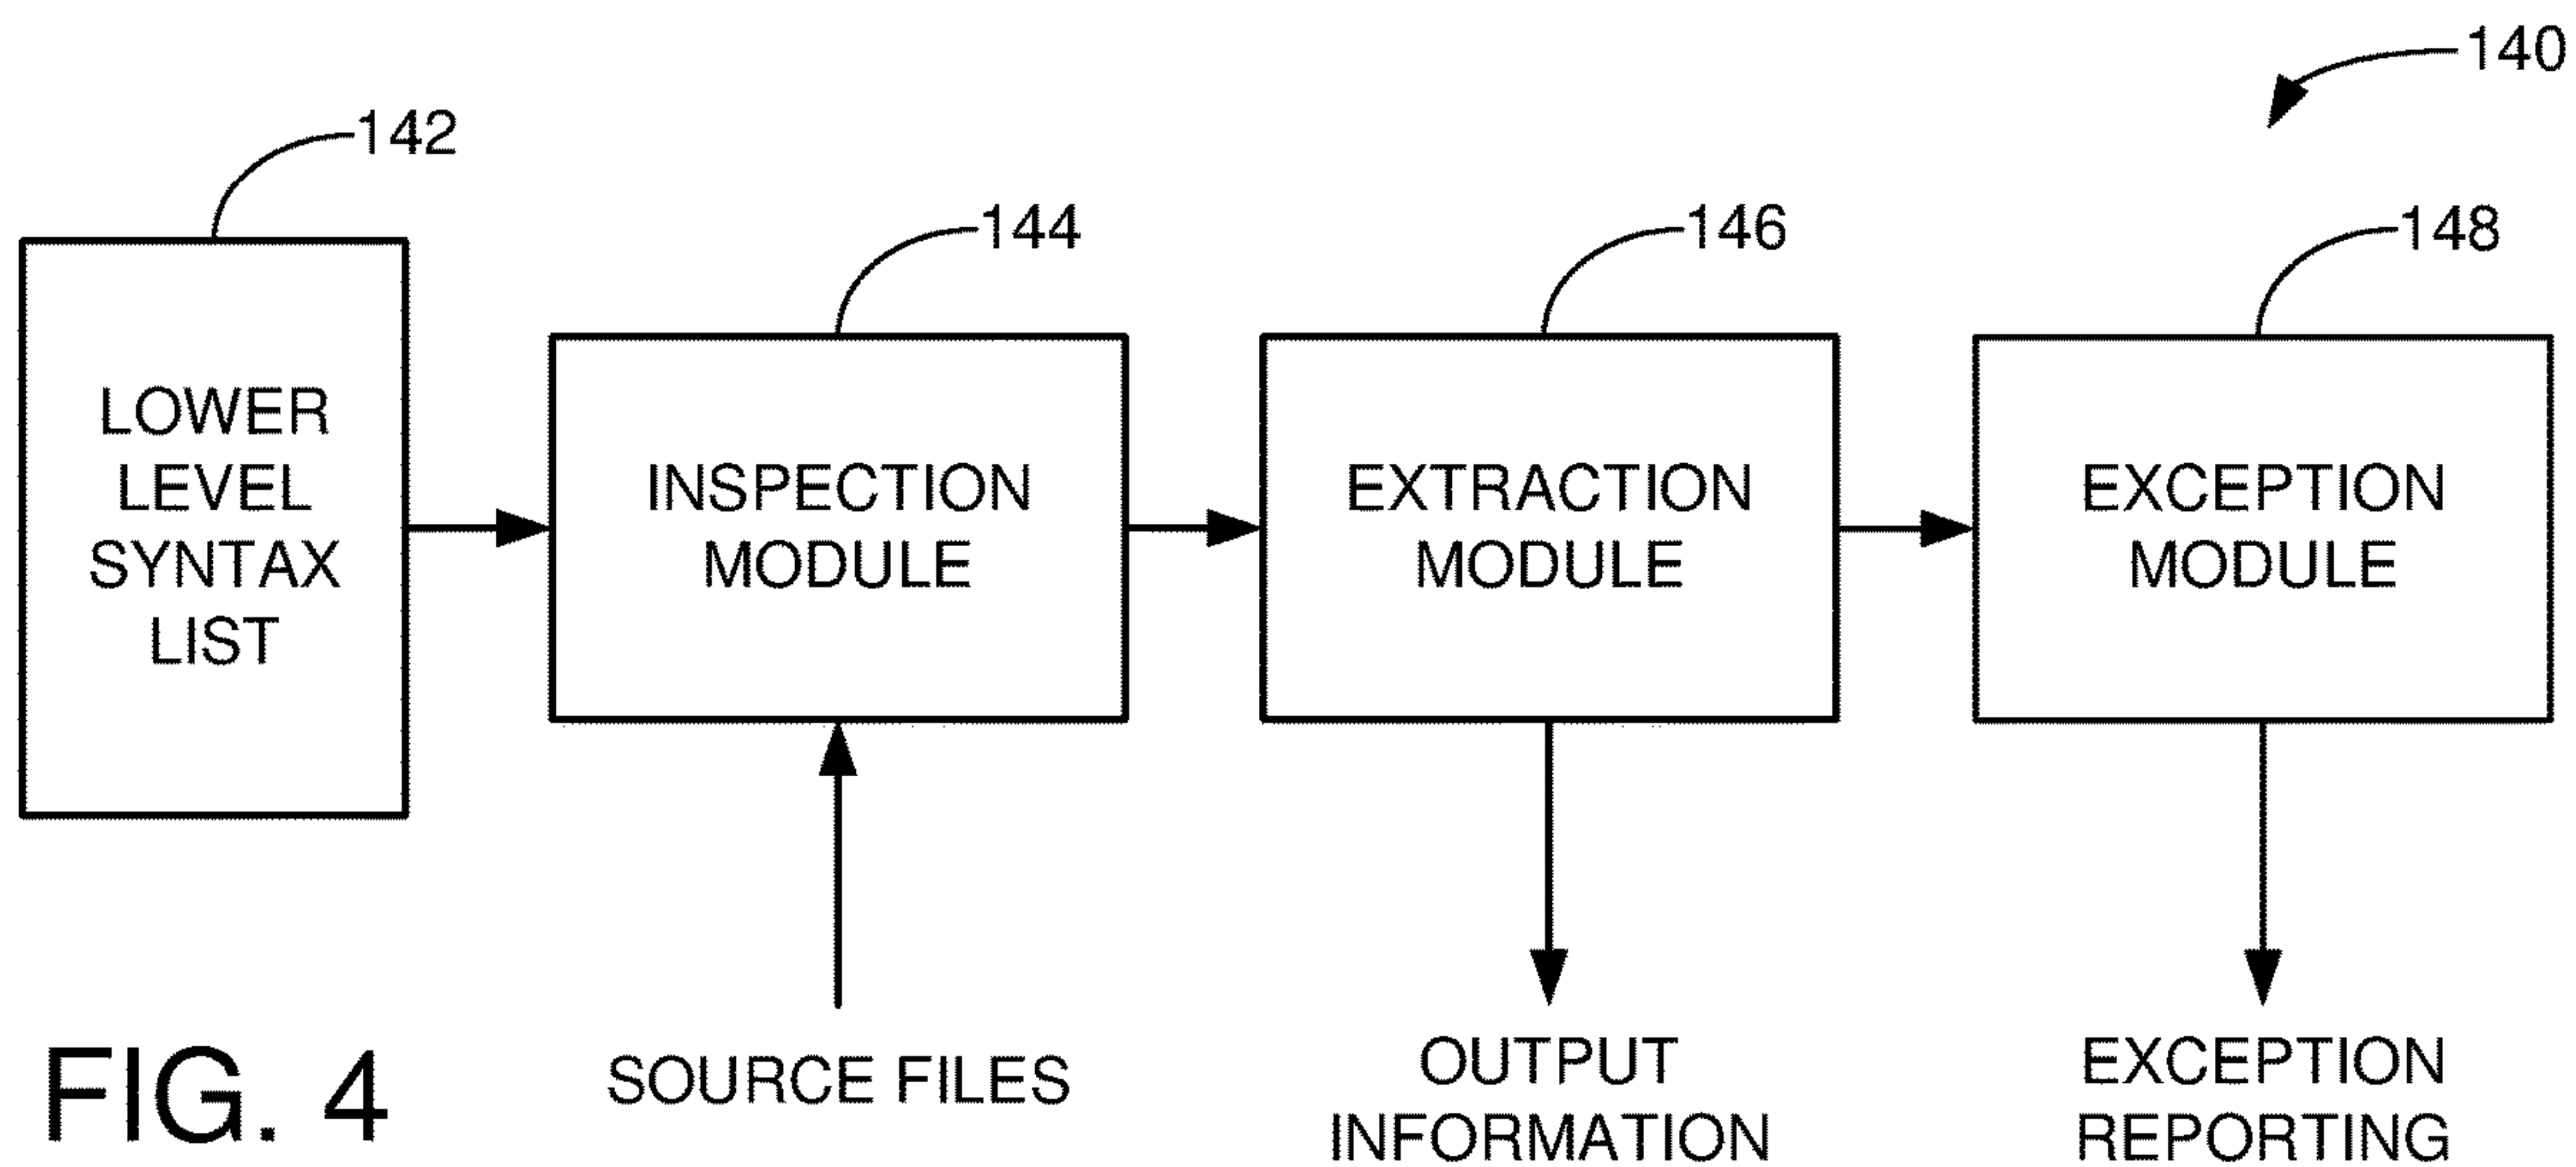 140
142
144
146
148
LOWER
LEVEL
SYNTAX
LIST
INSPECTION
MODULE
EXTRACTION
MODULE
EXCEPTION
MODULE
SOURCE FILES
OUTPUT
INFORMATION
EXCEPTION
REPORTING
FIG. 4